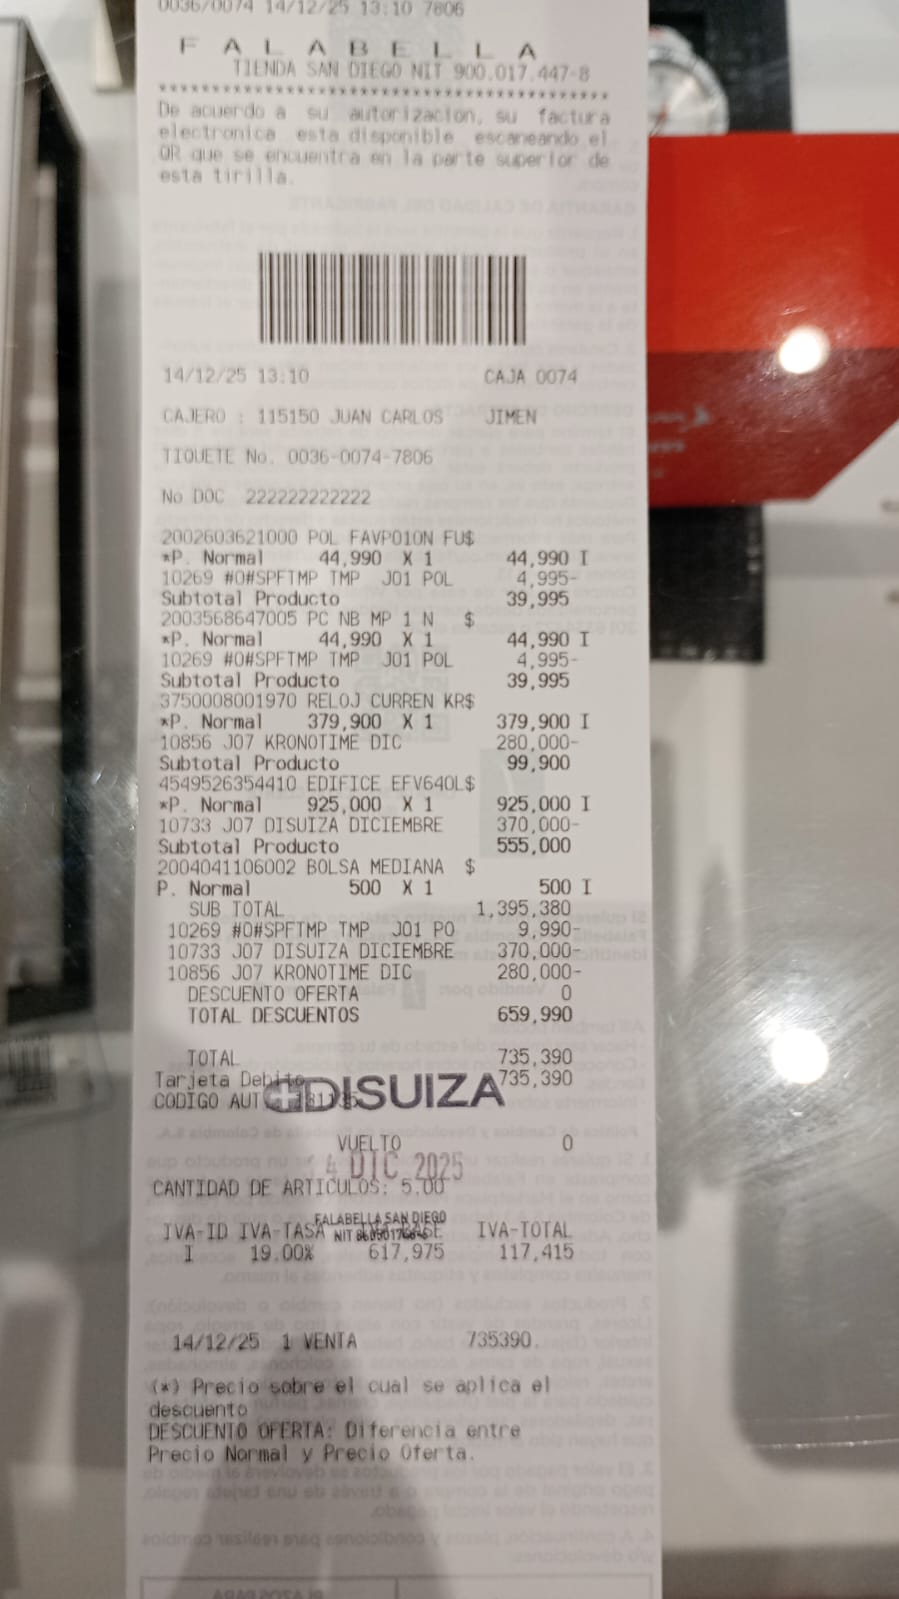 0036/0074 14/12/25 13:10 7806
FALABELLA
TIENDA SAN DIEGO NIT 900.017.447-8
**************************************************
De acuerdo a su autorizacion, su factura
electronica esta disponible escaneando el
QR que se encuentra en la parte superior de
esta tirilla.
14/12/25 13:10 CAJA 0074
CAJERO : 115150 JUAN CARLOS JIMEN
TIQUETE No. 0036-0074-7806
No DOC 222222222222
2002603621000 POL FAVP010N FU$
*P. Normal 44,990 X 1 44,990 I
10269 #O#SPFTMP TMP J01 POL 4,995-
Subtotal Producto 39,995
2003568647005 PC NB MP 1 N $
*P. Normal 44,990 X 1 44,990 I
10269 #O#SPFTMP TMP J01 POL 4,995-
Subtotal Producto 39,995
3750008001970 RELOJ CURREN KR$
*P. Normal 379,900 X 1 379,900 I
10856 J07 KRONOTIME DIC 280,000-
Subtotal Producto 99,900
4549526354410 EDIFICE EFV640L$
*P. Normal 925,000 X 1 925,000 I
10733 J07 DISUIZA DICIEMBRE 370,000-
Subtotal Producto 555,000
2004041106002 BOLSA MEDIANA $
P. Normal 500 X 1 500 I
SUB TOTAL 1,395,380
10269 #O#SPFTMP TMP J01 PO 9,990-
10733 J07 DISUIZA DICIEMBRE 370,000-
10856 J07 KRONOTIME DIC 280,000-
DESCUENTO OFERTA 0
TOTAL DESCUENTOS 659,990
TOTAL 735,390
Tarjeta Debito 735,390
CODIGO AUT
DISUIZA
VUELTO 0
4 DIC 2025
CANTIDAD DE ARTICULOS: 5.00
FALABELLA SAN DIEGO
IVA-ID IVA-TASA IVA-TOTAL
NIT
I 19.00% 617,975 117,415
14/12/25 1 VENTA 735390.
(*) Precio sobre el cual se aplica el
descuento
DESCUENTO OFERTA: Diferencia entre
Precio Normal y Precio Oferta.